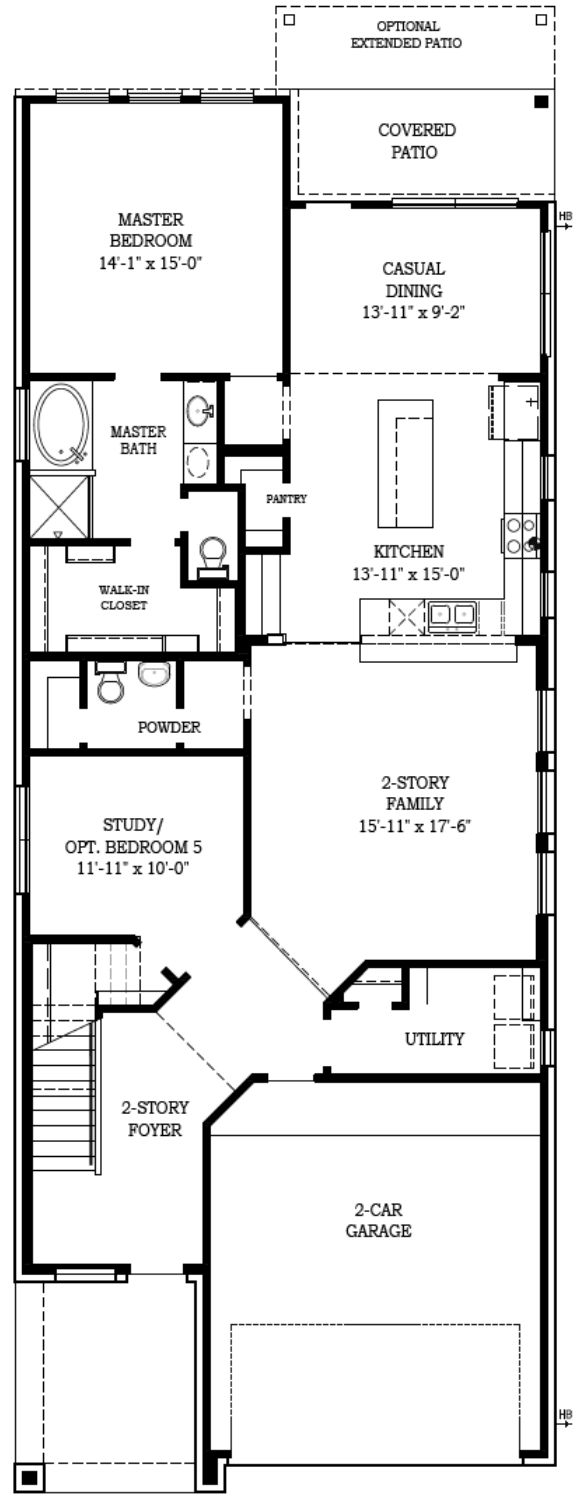 OPTIONAL
EXTENDED PATIO
COVERED
PATIO
HB
MASTER
BEDROOM
14'-1" x 15'-0"
CASUAL
DINING
13'-11" x 9'-2"
MASTER
BATH
PANTRY
KITCHEN
13'-11" x 15'-0"
WALK-IN
CLOSET
POWDER
2-STORY
FAMILY
15'-11" x 17'-6"
STUDY/
OPT. BEDROOM 5
11'-11" x 10'-0"
UTILITY
2-STORY
FOYER
2-CAR
GARAGE
HB